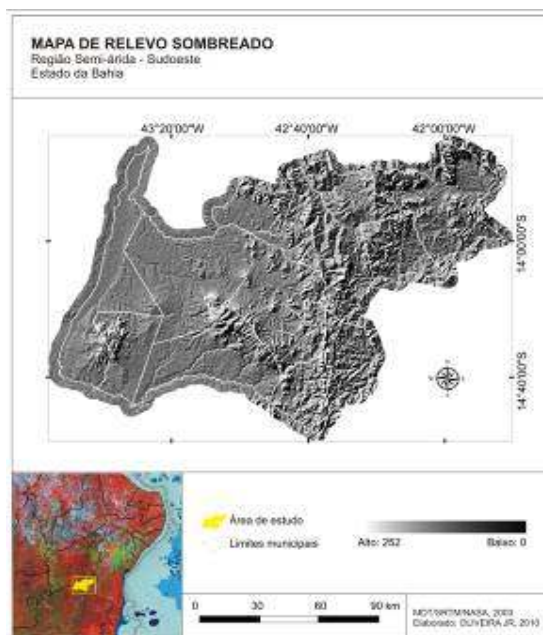 MAPA DE RELEVO SOMBREADO
Região Semi-árida - Sudoeste
Estado da Bahia
43°20'00"W
42°40'00"W
42°00'00"W
14°00'00"S
14°40'00"S
Área de estudo
Limites municipais
Alto: 252
Baixo: 0
0 30 60 90 km
MDT/SRTM/NASA, 2003
Elaborado: OLIVEIRA JR, 2010